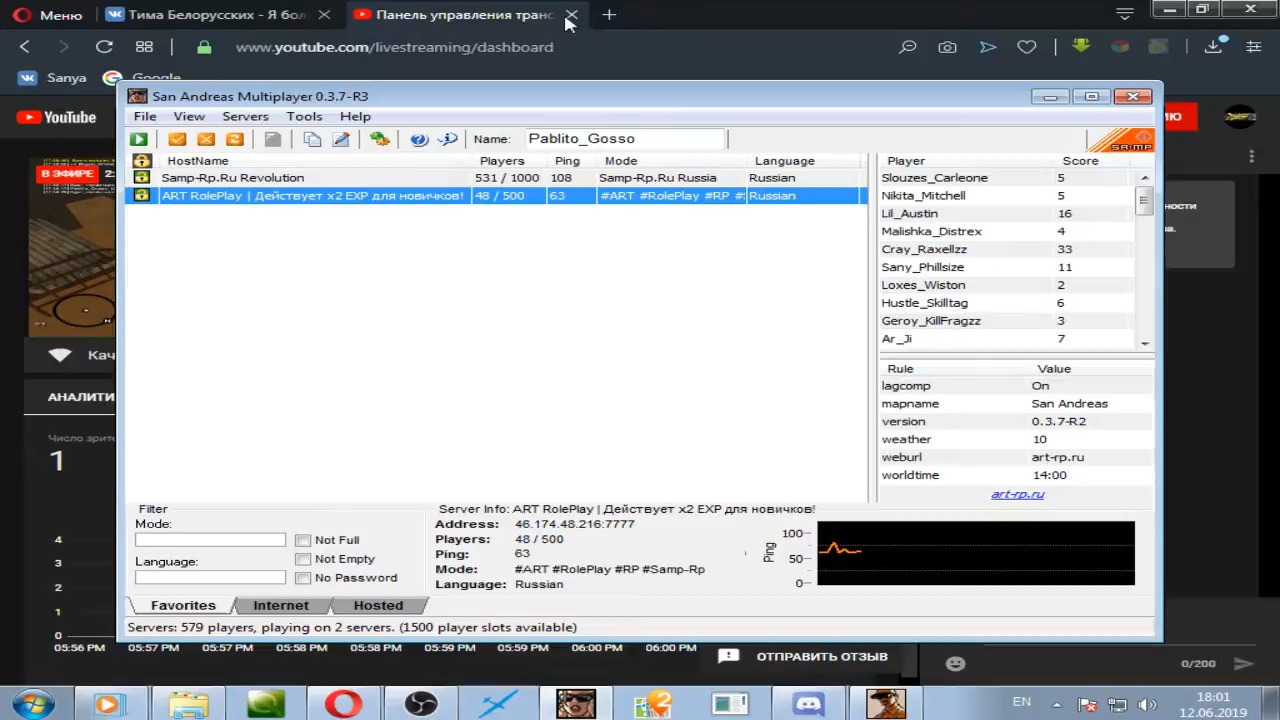 Меню
Тима Белорусских - Я бол
Панель управления транс
www.youtube.com/livestreaming/dashboard
Sanya
Google
YouTube
В ЭФИРЕ
San Andreas Multiplayer 0.3.7-R3
File View Servers Tools Help
Name: Pablito_Gosso
HostName Players Ping Mode Language
Samp-Rp.Ru Revolution 531 / 1000 108 Samp-Rp.Ru Russia Russian
ART RolePlay | Действует x2 EXP для новичков! 48 / 500 63 #ART #RolePlay #RP #: Russian
Player Score
Slouzes_Carleone 5
Nikita_Mitchell 5
Lil_Austin 16
Malishka_Distrex 4
Cray_Raxellzz 33
Sany_Phillsize 11
Loxes_Wiston 2
Hustle_Skilltag 6
Geroy_KillFragzz 3
Ar_Ji 7
Rule Value
lagcomp On
mapname San Andreas
version 0.3.7-R2
weather 10
weburl art-rp.ru
worldtime 14:00
art-rp.ru
Filter
Mode:
Language:
Not Full
Not Empty
No Password
Server Info: ART RolePlay | Действует x2 EXP для новичков!
Address: 46.174.48.216:7777
Players: 48 / 500
Ping: 63
Mode: #ART #RolePlay #RP #Samp-Rp
Language: Russian
Ping
100
50
0
Favorites Internet Hosted
Servers: 579 players, playing on 2 servers. (1500 player slots available)
Кач
АНАЛИТИ
Число зрите
1
4
3
2
1
0
05:56 PM 05:57 PM 05:57 PM 05:58 PM 05:58 PM 05:59 PM 05:59 PM 06:00 PM 06:00 PM
ОТПРАВИТЬ ОТЗЫВ
0/200
EN
18:01
12.06.2019